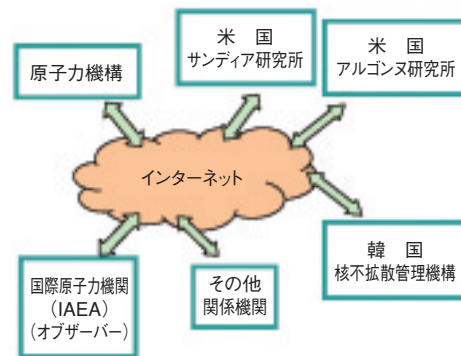 原子力機構
米　国
サンディア研究所
米　国
アルゴンヌ研究所
インターネット
国際原子力機関
（IAEA）
（オブザーバー）
その他
関係機関
韓　国
核不拡散管理機構